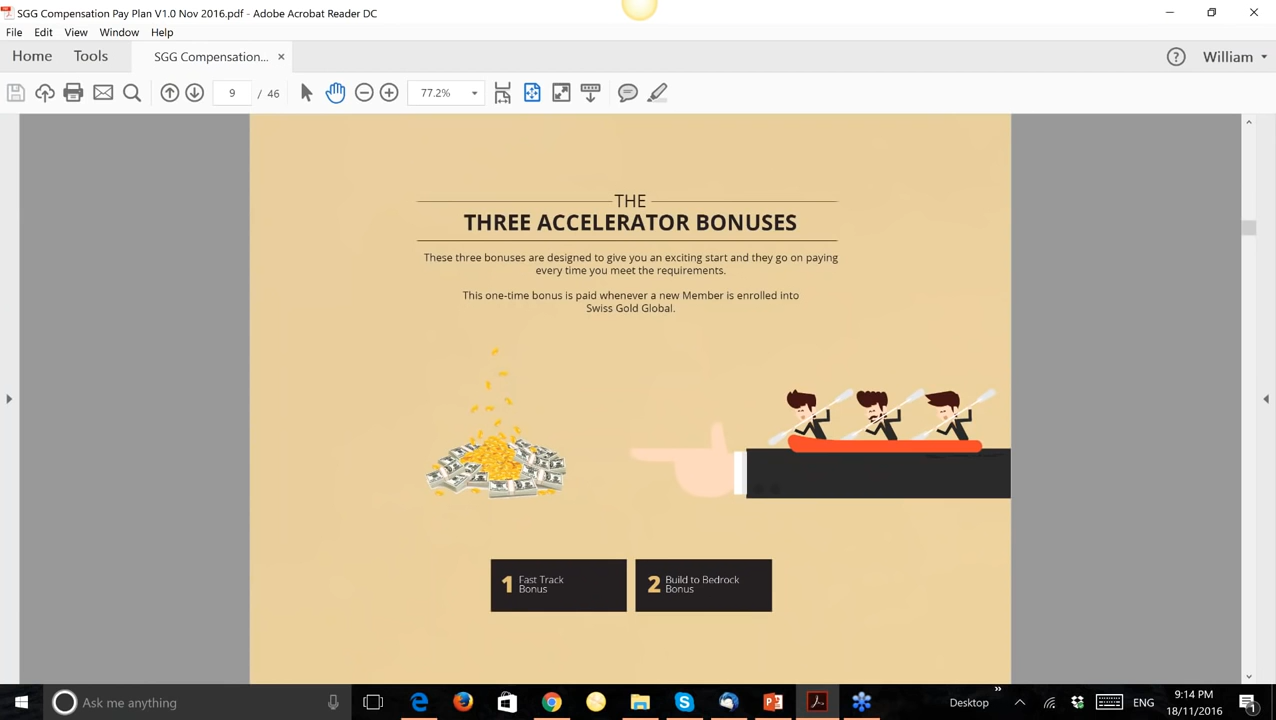 SGG Compensation Pay Plan V1.0 Nov 2016.pdf - Adobe Acrobat Reader DC
File Edit View Window Help
Home Tools SGG Compensation... × ? William
9 / 46 77.2%
THE
THREE ACCELERATOR BONUSES
These three bonuses are designed to give you an exciting start and they go on paying
every time you meet the requirements.
This one-time bonus is paid whenever a new Member is enrolled into
Swiss Gold Global.
1 Fast Track
Bonus
2 Build to Bedrock
Bonus
Ask me anything
Desktop
ENG
9:14 PM
18/11/2016
1